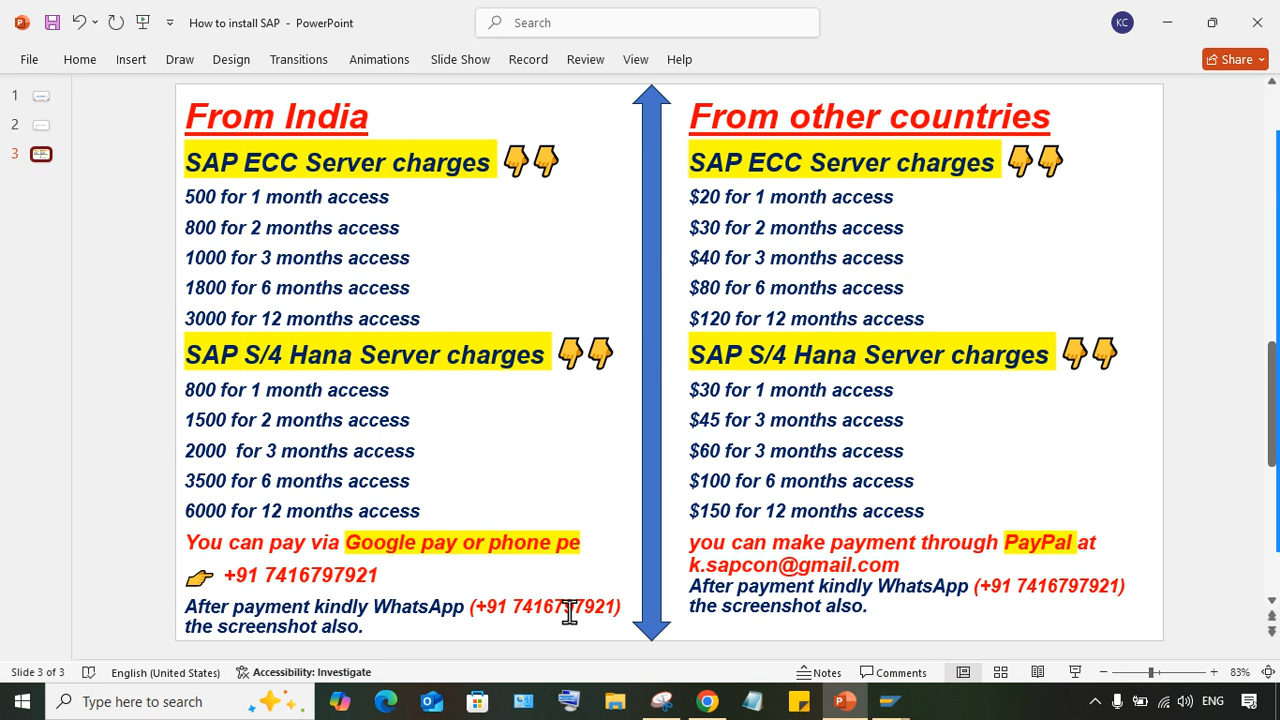 How to install SAP - PowerPoint
Search
KC
File
Home
Insert
Draw
Design
Transitions
Animations
Slide Show
Record
Review
View
Help
Share
1
2
3
From India
SAP ECC Server charges 👇👇
500 for 1 month access
800 for 2 months access
1000 for 3 months access
1800 for 6 months access
3000 for 12 months access
SAP S/4 Hana Server charges 👇👇
800 for 1 month access
1500 for 2 months access
2000  for 3 months access
3500 for 6 months access
6000 for 12 months access
You can pay via Google pay or phone pe
👉 +91 7416797921
After payment kindly WhatsApp (+91 7416797921)
the screenshot also.
From other countries
SAP ECC Server charges 👇👇
$20 for 1 month access
$30 for 2 months access
$40 for 3 months access
$80 for 6 months access
$120 for 12 months access
SAP S/4 Hana Server charges 👇👇
$30 for 1 month access
$45 for 3 months access
$60 for 3 months access
$100 for 6 months access
$150 for 12 months access
you can make payment through PayPal at
k.sapcon@gmail.com
After payment kindly WhatsApp (+91 7416797921)
the screenshot also.
Slide 3 of 3
English (United States)
Accessibility: Investigate
Notes
Comments
83%
Type here to search
ENG